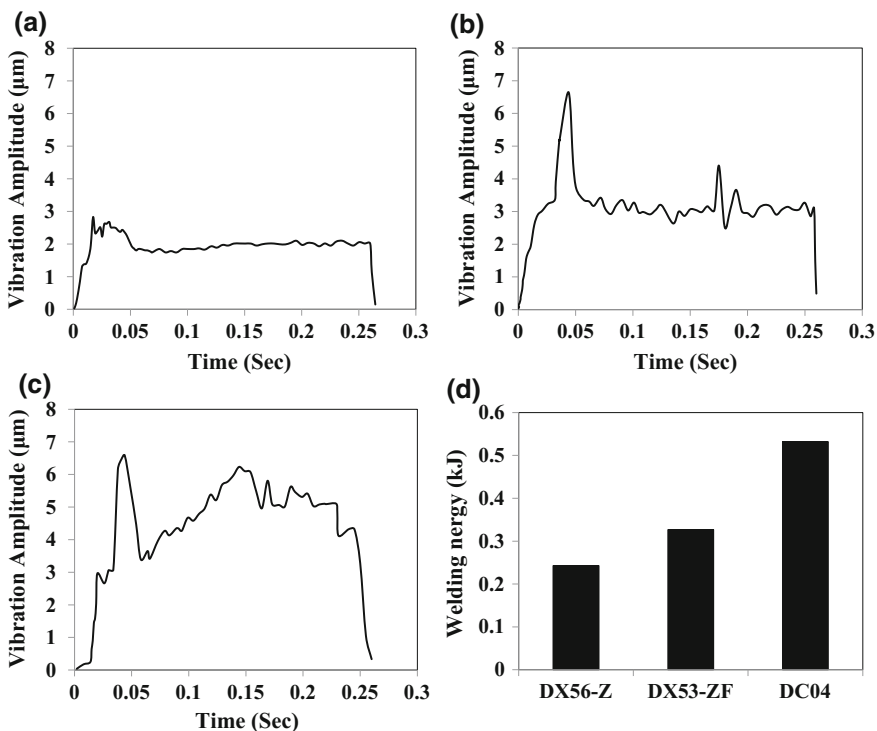 (a)
Vibration Amplitude (µm)
8
7
6
5
4
3
2
1
0
0 0.05 0.1 0.15 0.2 0.25 0.3
Time (Sec)
(b)
Vibration Amplitude (µm)
8
7
6
5
4
3
2
1
0
0 0.05 0.1 0.15 0.2 0.25 0.3
Time (Sec)
(c)
Vibration Amplitude (µm)
8
7
6
5
4
3
2
1
0
0 0.05 0.1 0.15 0.2 0.25 0.3
Time (Sec)
(d)
Welding nergy (kJ)
0.6
0.5
0.4
0.3
0.2
0.1
0
DX56-Z DX53-ZF DC04